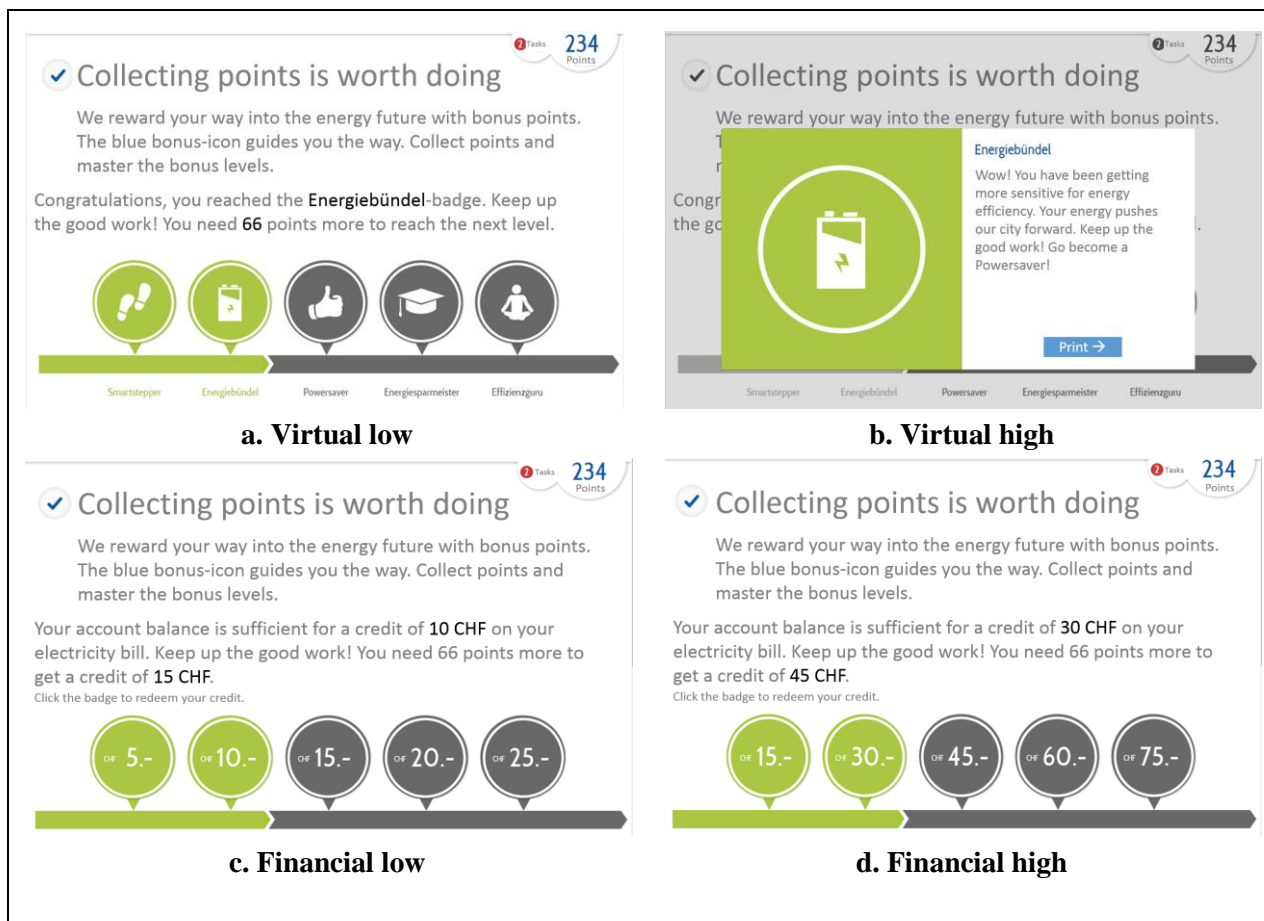 2 Tasks 234
Points
Collecting points is worth doing
We reward your way into the energy future with bonus points.
The blue bonus-icon guides you the way. Collect points and
master the bonus levels.
Congratulations, you reached the Energiebündel-badge. Keep up
the good work! You need 66 points more to reach the next level.
Smartstepper Energiebündel Powersaver Energiesparmeister Effizienzguru
a. Virtual low
2 Tasks 234
Points
Collecting points is worth doing
We reward your way into the energy future with bonus points.
Energiebündel
Wow! You have been getting
more sensitive for energy
efficiency. Your energy pushes
our city forward. Keep up the
good work! Go become a
Powersaver!
Print →
Congr
the go
l.
Smartstepper Energiebündel Powersaver Energiesparmeister Effizienzguru
b. Virtual high
2 Tasks 234
Points
Collecting points is worth doing
We reward your way into the energy future with bonus points.
The blue bonus-icon guides you the way. Collect points and
master the bonus levels.
Your account balance is sufficient for a credit of 10 CHF on your
electricity bill. Keep up the good work! You need 66 points more to
get a credit of 15 CHF.
Click the badge to redeem your credit.
CHF 5.- CHF 10.- CHF 15.- CHF 20.- CHF 25.-
c. Financial low
2 Tasks 234
Points
Collecting points is worth doing
We reward your way into the energy future with bonus points.
The blue bonus-icon guides you the way. Collect points and
master the bonus levels.
Your account balance is sufficient for a credit of 30 CHF on your
electricity bill. Keep up the good work! You need 66 points more to
get a credit of 45 CHF.
Click the badge to redeem your credit.
CHF 15.- CHF 30.- CHF 45.- CHF 60.- CHF 75.-
d. Financial high